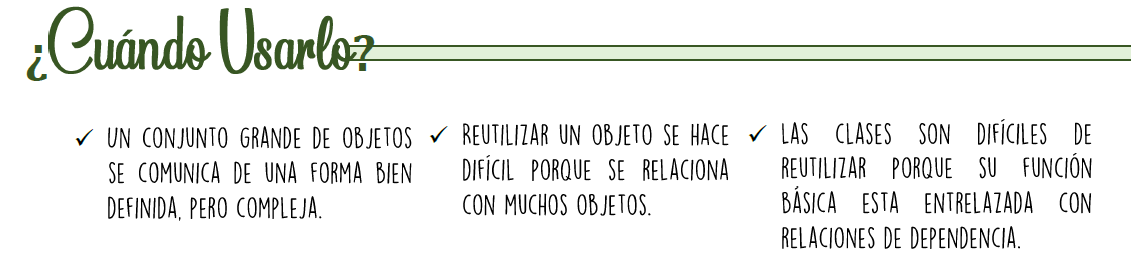 ¿Cuándo Usarlo?
✓ UN CONJUNTO GRANDE DE OBJETOS
SE COMUNICA DE UNA FORMA BIEN
DEFINIDA, PERO COMPLEJA.
✓ REUTILIZAR UN OBJETO SE HACE
DIFÍCIL PORQUE SE RELACIONA
CON MUCHOS OBJETOS.
✓ LAS CLASES SON DIFÍCILES DE
REUTILIZAR PORQUE SU FUNCIÓN
BÁSICA ESTA ENTRELAZADA CON
RELACIONES DE DEPENDENCIA.